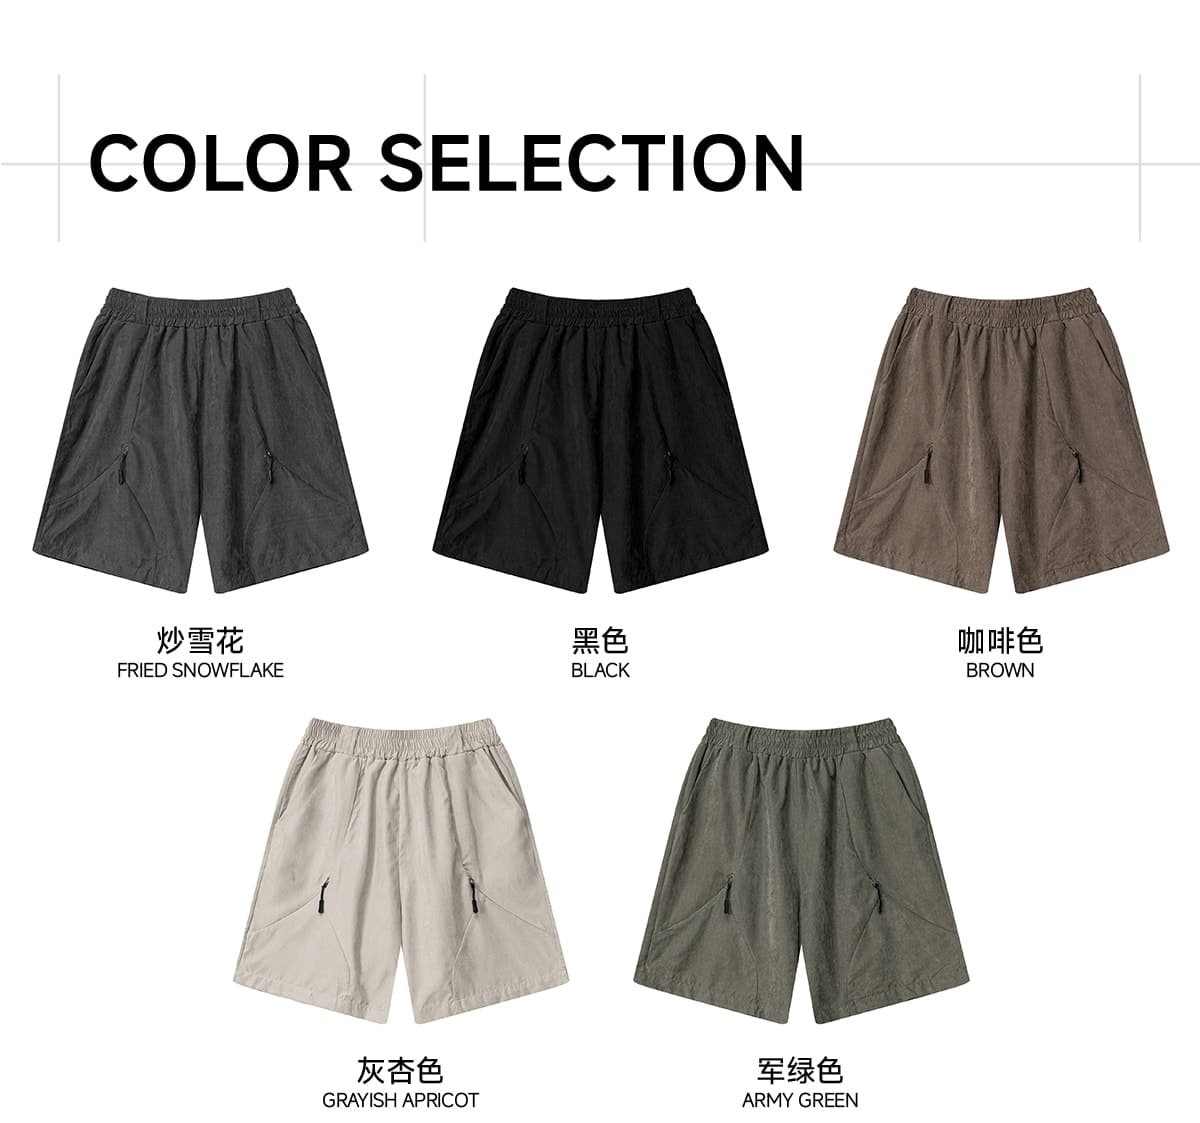 COLOR SELECTION
炒雪花
FRIED SNOWFLAKE
黑色
BLACK
咖啡色
BROWN
灰杏色
GRAYISH APRICOT
军绿色
ARMY GREEN